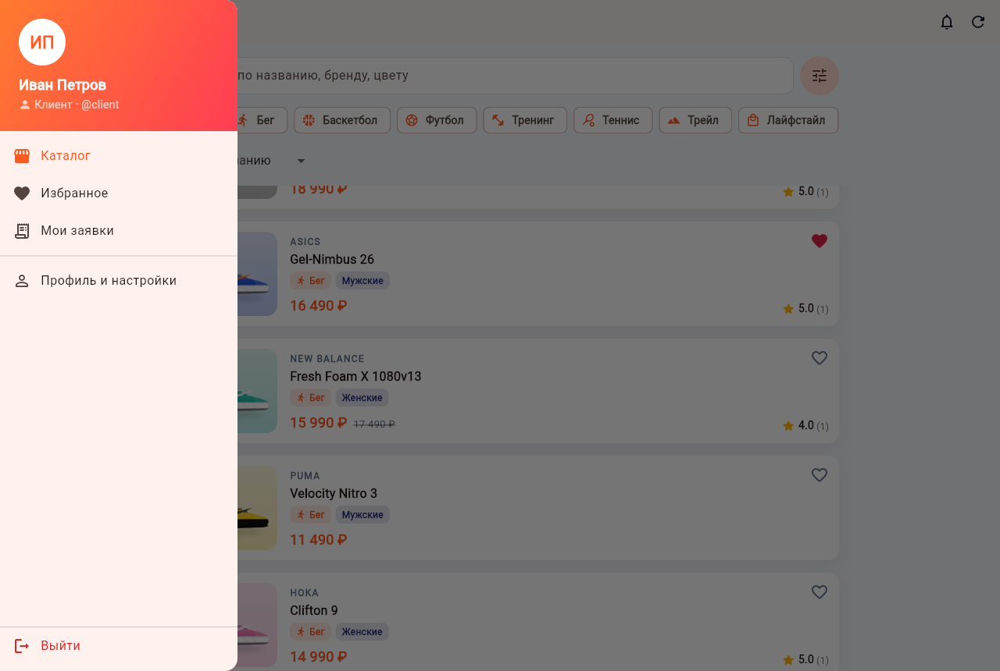 ИП
Иван Петров
Клиент · @client
Каталог
Избранное
Мои заявки
Профиль и настройки
Выйти
по названию, бренду, цвету
Бег
Баскетбол
Футбол
Тренинг
Теннис
Трейл
Лайфстайл
18 990 ₽
5.0 (1)
ASICS
Gel-Nimbus 26
Бег
Мужские
16 490 ₽
5.0 (1)
NEW BALANCE
Fresh Foam X 1080v13
Бег
Женские
15 990 ₽ 17 490 ₽
4.0 (1)
PUMA
Velocity Nitro 3
Бег
Мужские
11 490 ₽
HOKA
Clifton 9
Бег
Женские
14 990 ₽
5.0 (1)